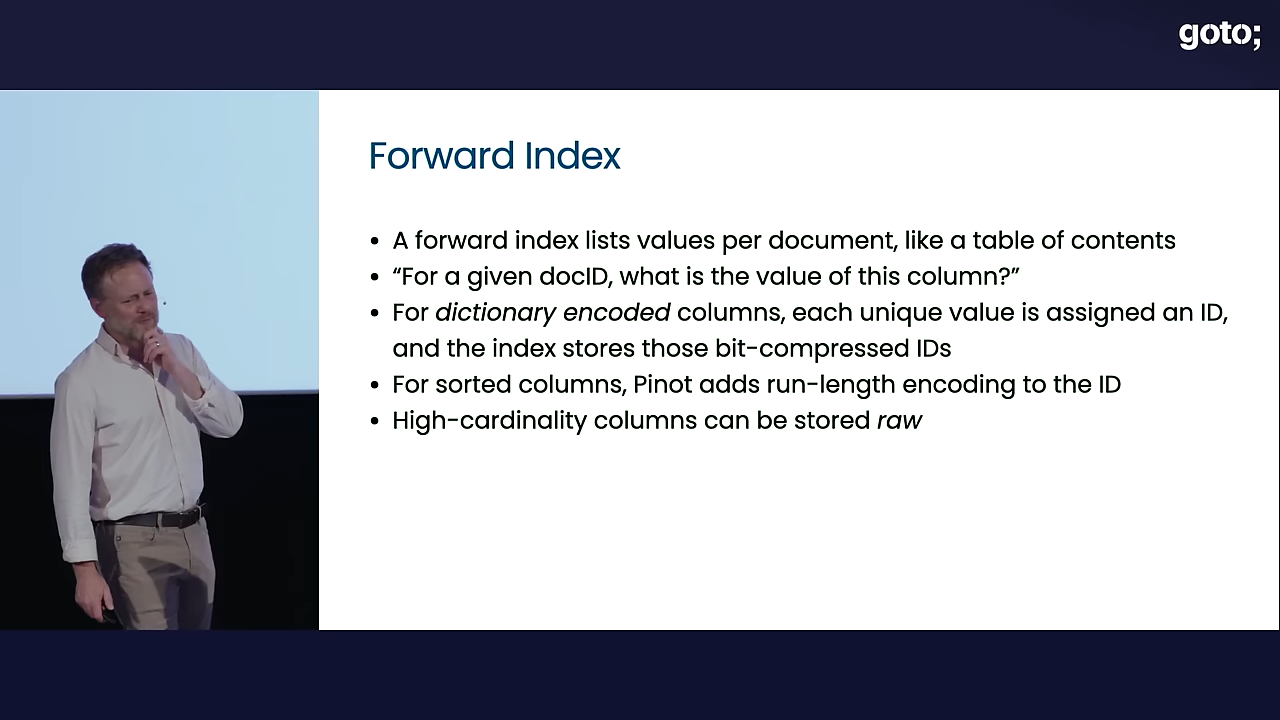 goto;
Forward Index
• A forward index lists values per document, like a table of contents
• “For a given docID, what is the value of this column?”
• For dictionary encoded columns, each unique value is assigned an ID,
and the index stores those bit-compressed IDs
• For sorted columns, Pinot adds run-length encoding to the ID
• High-cardinality columns can be stored raw